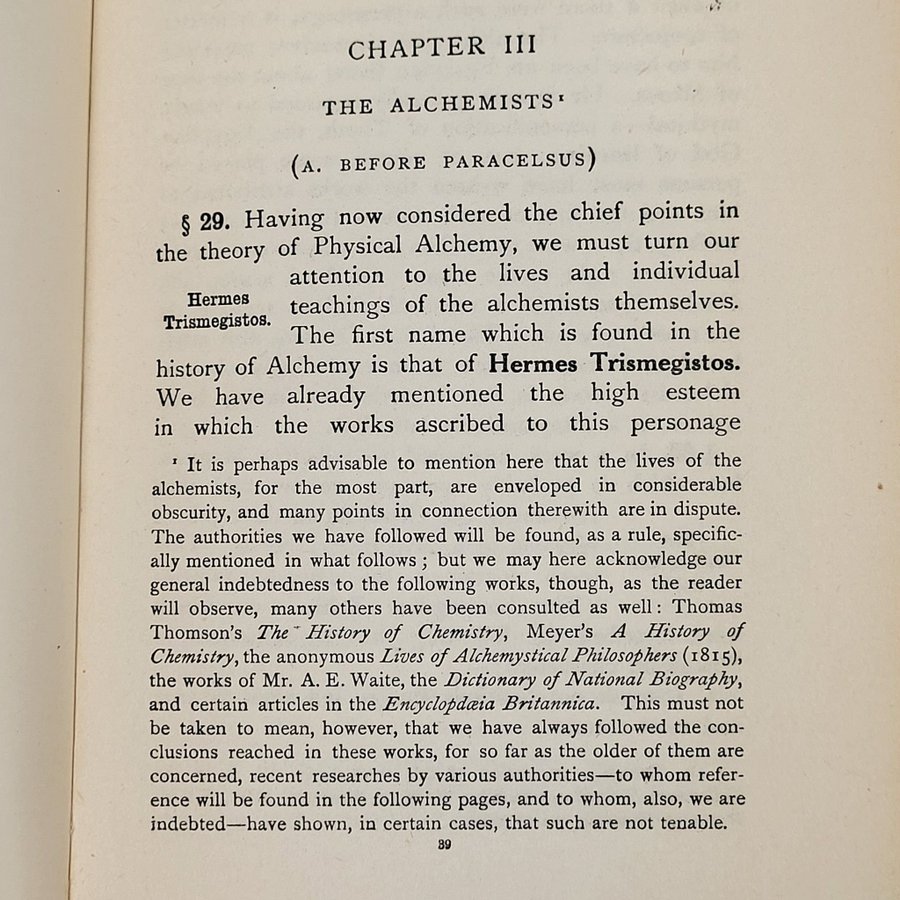 CHAPTER III
THE ALCHEMISTS¹
(A. BEFORE PARACELSUS)
§ 29. Having now considered the chief points in
the theory of Physical Alchemy, we must turn our
attention to the lives and individual
Hermes
Trismegistos.
teachings of the alchemists themselves.
The first name which is found in the
history of Alchemy is that of Hermes Trismegistos.
We have already mentioned the high esteem
in which the works ascribed to this personage
¹ It is perhaps advisable to mention here that the lives of the
alchemists, for the most part, are enveloped in considerable
obscurity, and many points in connection therewith are in dispute.
The authorities we have followed will be found, as a rule, specific-
ally mentioned in what follows; but we may here acknowledge our
general indebtedness to the following works, though, as the reader
will observe, many others have been consulted as well: Thomas
Thomson's The History of Chemistry, Meyer's A History of
Chemistry, the anonymous Lives of Alchemystical Philosophers (1815),
the works of Mr. A. E. Waite, the Dictionary of National Biography,
and certain articles in the Encyclopdæia Britannica. This must not
be taken to mean, however, that we have always followed the con-
clusions reached in these works, for so far as the older of them are
concerned, recent researches by various authorities—to whom refer-
ence will be found in the following pages, and to whom, also, we are
indebted—have shown, in certain cases, that such are not tenable.
39